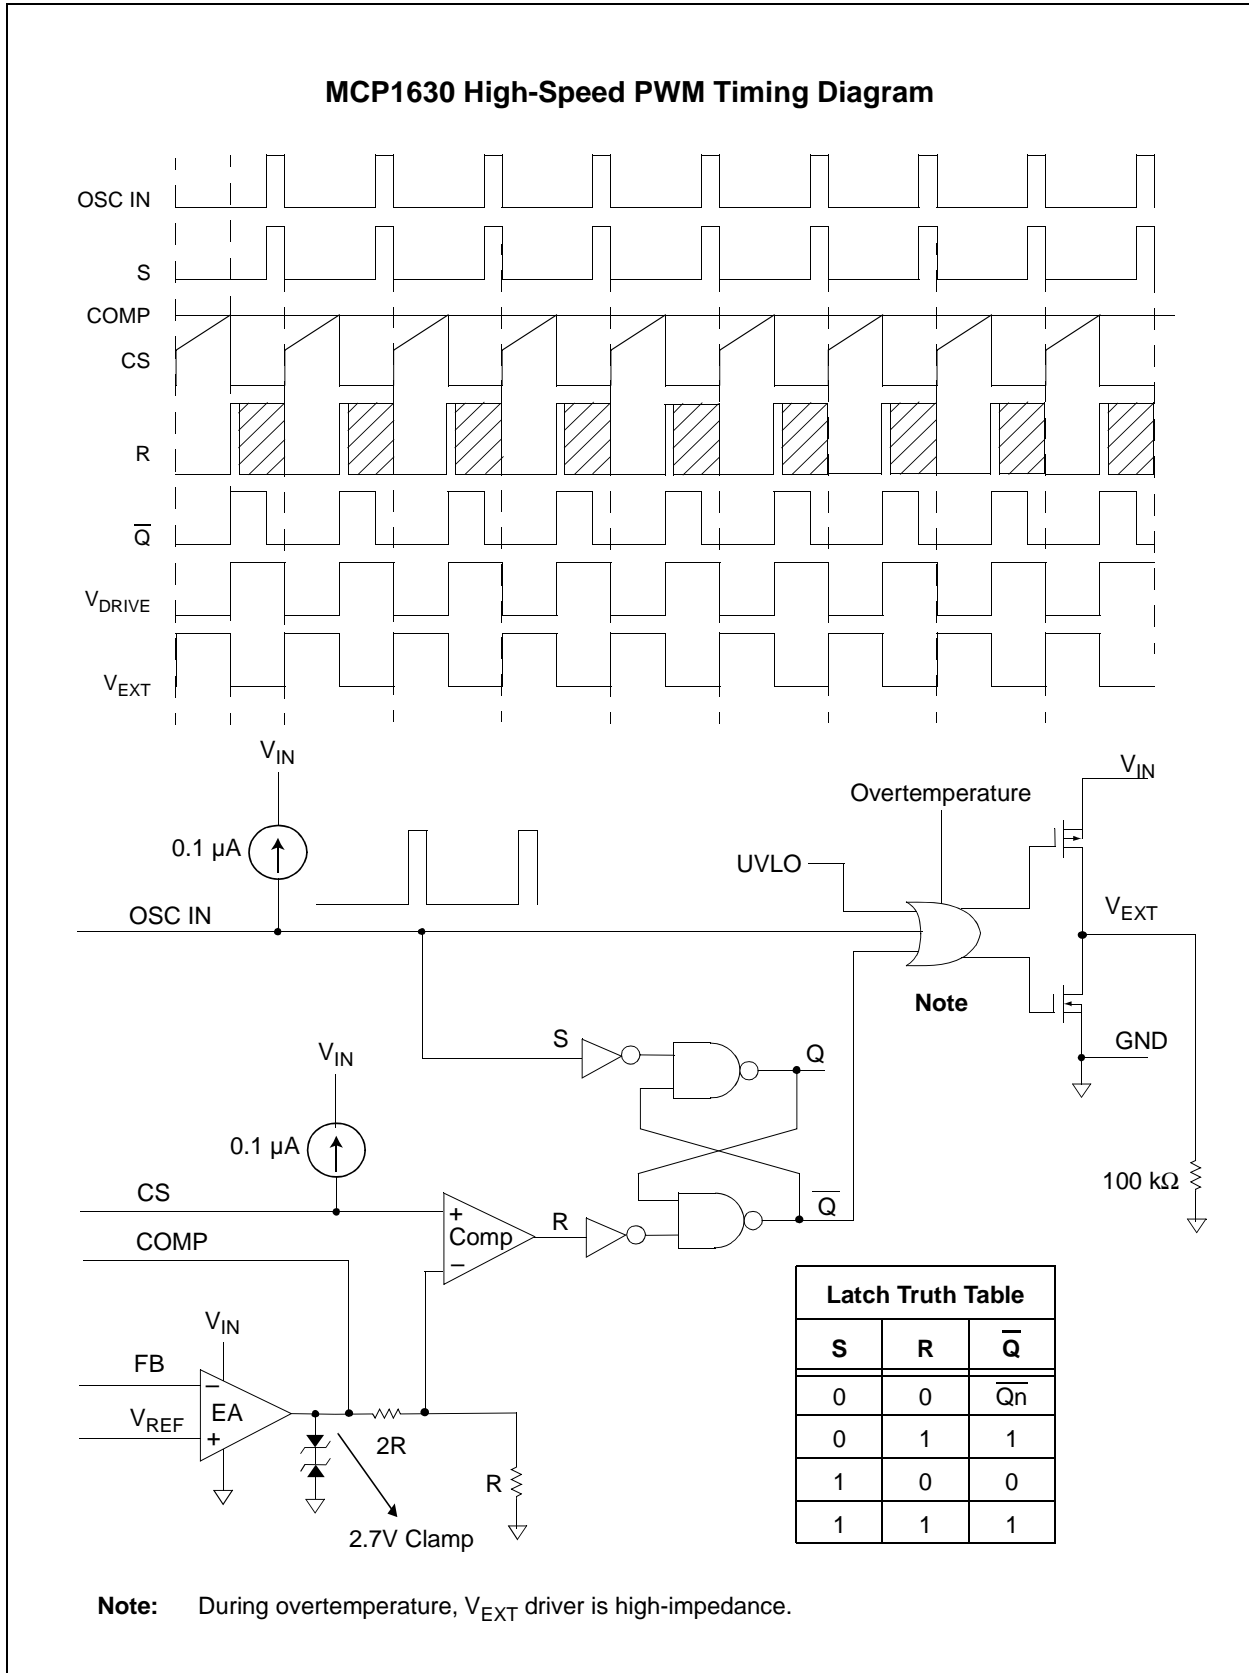 MCP1630 High-Speed PWM Timing Diagram
OSC IN
S
COMP
CS
R
Q̅
VDRIVE
VEXT
VIN
VIN
Overtemperature
0.1 µA
UVLO
OSC IN
VEXT
Note
S
Q
GND
VIN
0.1 µA
100 kΩ
CS
+
Comp
−
R
Q̅
COMP
VIN
FB
−
EA
VREF
+
2R
R
2.7V Clamp
Latch Truth Table
S R Q̅
0 0 Q̅n̅
0 1 1
1 0 0
1 1 1
Note: During overtemperature, VEXT driver is high-impedance.